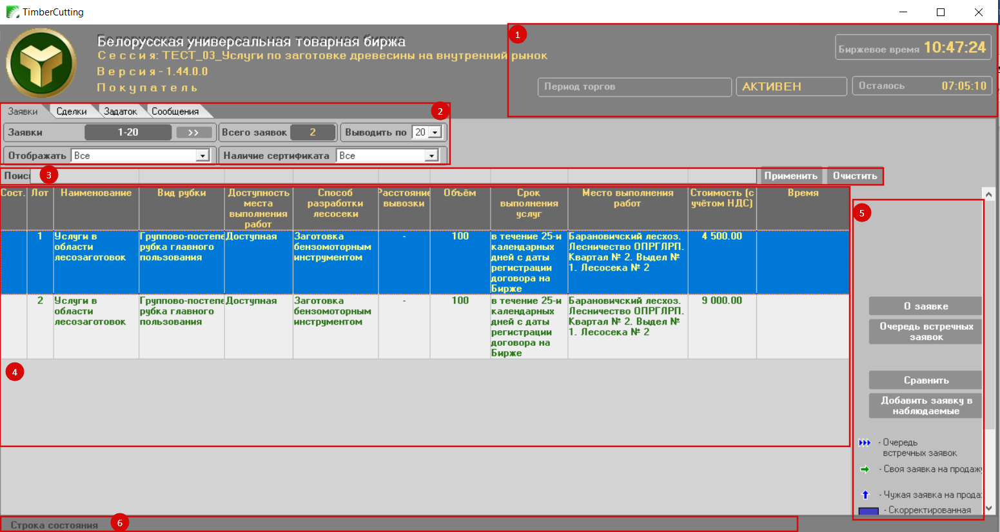 TimberCutting
Белорусская универсальная товарная биржа
Сессия: ТЕСТ_03_Услуги по заготовке древесины на внутренний рынок
Версия - 1.44.0.0
Покупатель
1
Биржевое время 10:47:24
Период торгов
АКТИВЕН
Осталось 07:05:10
Заявки Сделки Задаток Сообщения
2
Заявки 1-20 >> Всего заявок 2 Выводить по 20
Отображать Все Наличие сертификата Все
Поис 3 Применить Очистить
Сост. Лот Наименование Вид рубки Доступность места выполнения работ Способ разработки лесосеки Расстояние вывозки Объём Срок выполнения услуг Место выполнения работ Стоимость (с учётом НДС) Время
1 Услуги в области лесозаготовок Группово-постепе рубка главного пользования Доступная Заготовка бензомоторным инструментом - 100 в течение 25-и календарных дней с даты регистрации договора на Бирже Барановичский лесхоз. Лесничество ОПРГЛРП. Квартал № 2. Выдел № 1. Лесосека № 2 4 500.00
2 Услуги в области лесозаготовок Группово-постепе рубка главного пользования Доступная Заготовка бензомоторным инструментом - 100 в течение 25-и календарных дней с даты регистрации договора на Бирже Барановичский лесхоз. Лесничество ОПРГЛРП. Квартал № 2. Выдел № 1. Лесосека № 2 9 000.00
4
5
О заявке
Очередь встречных
заявок
Сравнить
Добавить заявку в
наблюдаемые
- Очередь
встречных заявок
- Своя заявка на продажу
- Чужая заявка на прода
- Скорректированная
Строка состояния 6